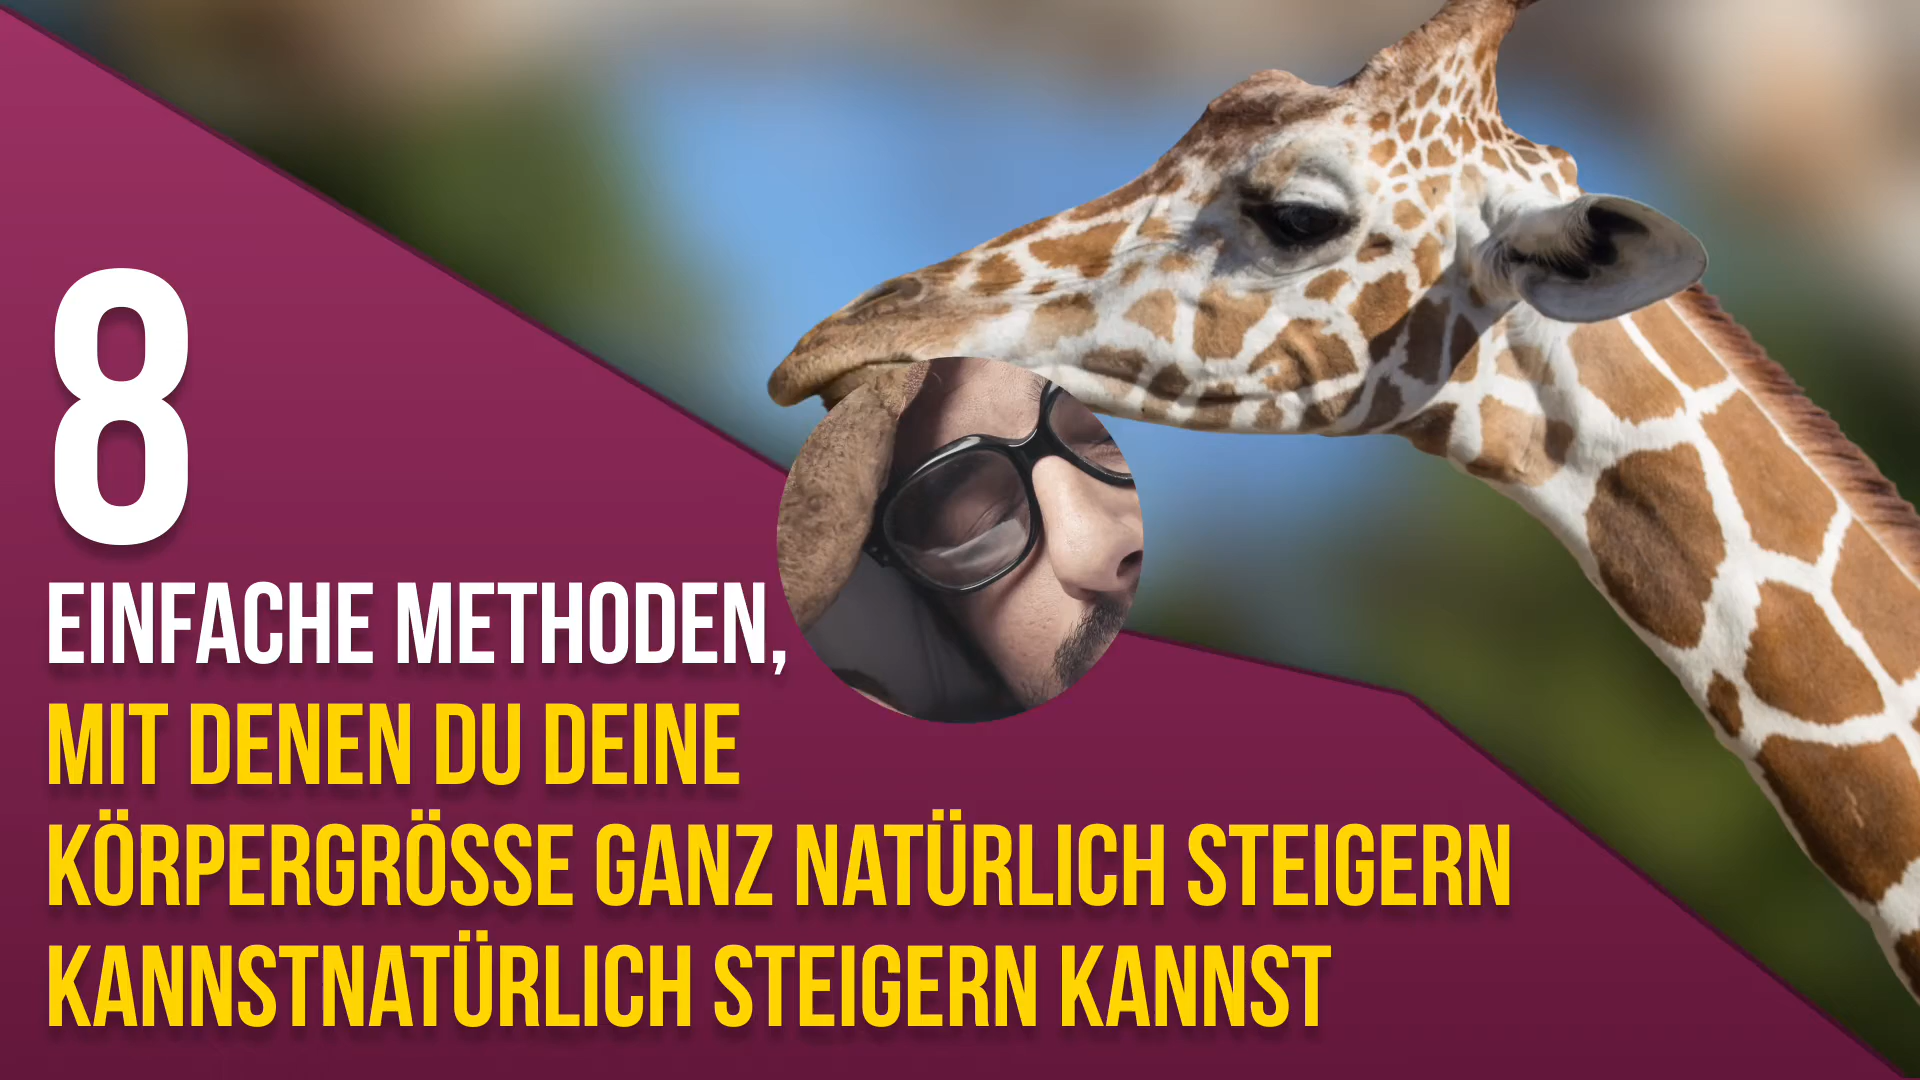 8
EINFACHE METHODEN,
MIT DENEN DU DEINE
KÖRPERGRÖSSE GANZ NATÜRLICH STEIGERN
KANNSTNATÜRLICH STEIGERN KANNST